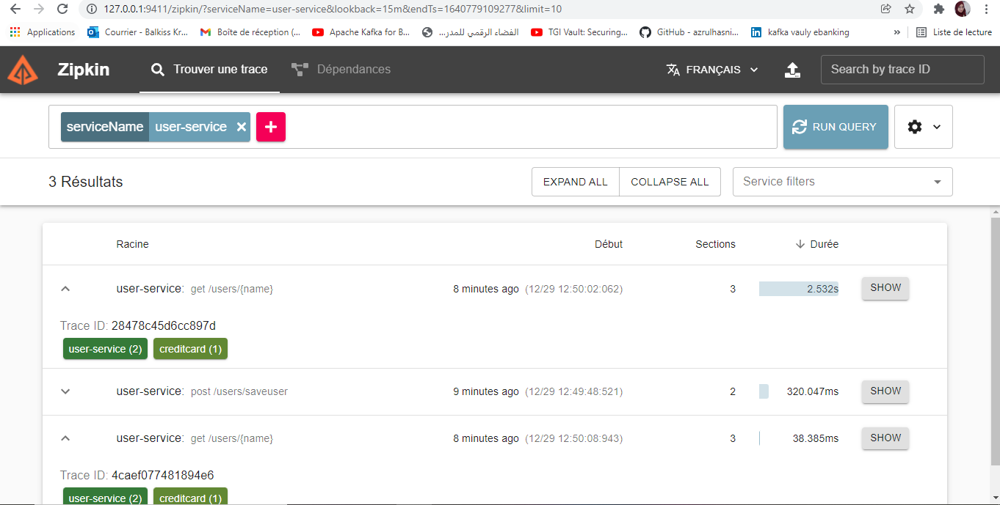 127.0.0.1:9411/zipkin/?serviceName=user-service&lookback=15m&endTs=1640779109277&limit=10
Applications Courrier - Balkiss Kr... Boîte de réception (... Apache Kafka for B... الفضاء الرقمي للمدر... TGI Vault: Securing... GitHub - azrulhasni... kafka vauly ebanking » Liste de lecture
Zipkin Trouver une trace Dépendances FRANÇAIS Search by trace ID
serviceName user-service × + RUN QUERY
3 Résultats EXPAND ALL COLLAPSE ALL Service filters
Racine Début Sections Durée
user-service: get /users/{name} 8 minutes ago (12/29 12:50:02:062) 3 2.532s SHOW
Trace ID: 28478c45d6cc897d
user-service (2) creditcard (1)
user-service: post /users/saveuser 9 minutes ago (12/29 12:49:48:521) 2 320.047ms SHOW
user-service: get /users/{name} 8 minutes ago (12/29 12:50:08:943) 3 38.385ms SHOW
Trace ID: 4caef077481894e6
user-service (2) creditcard (1)